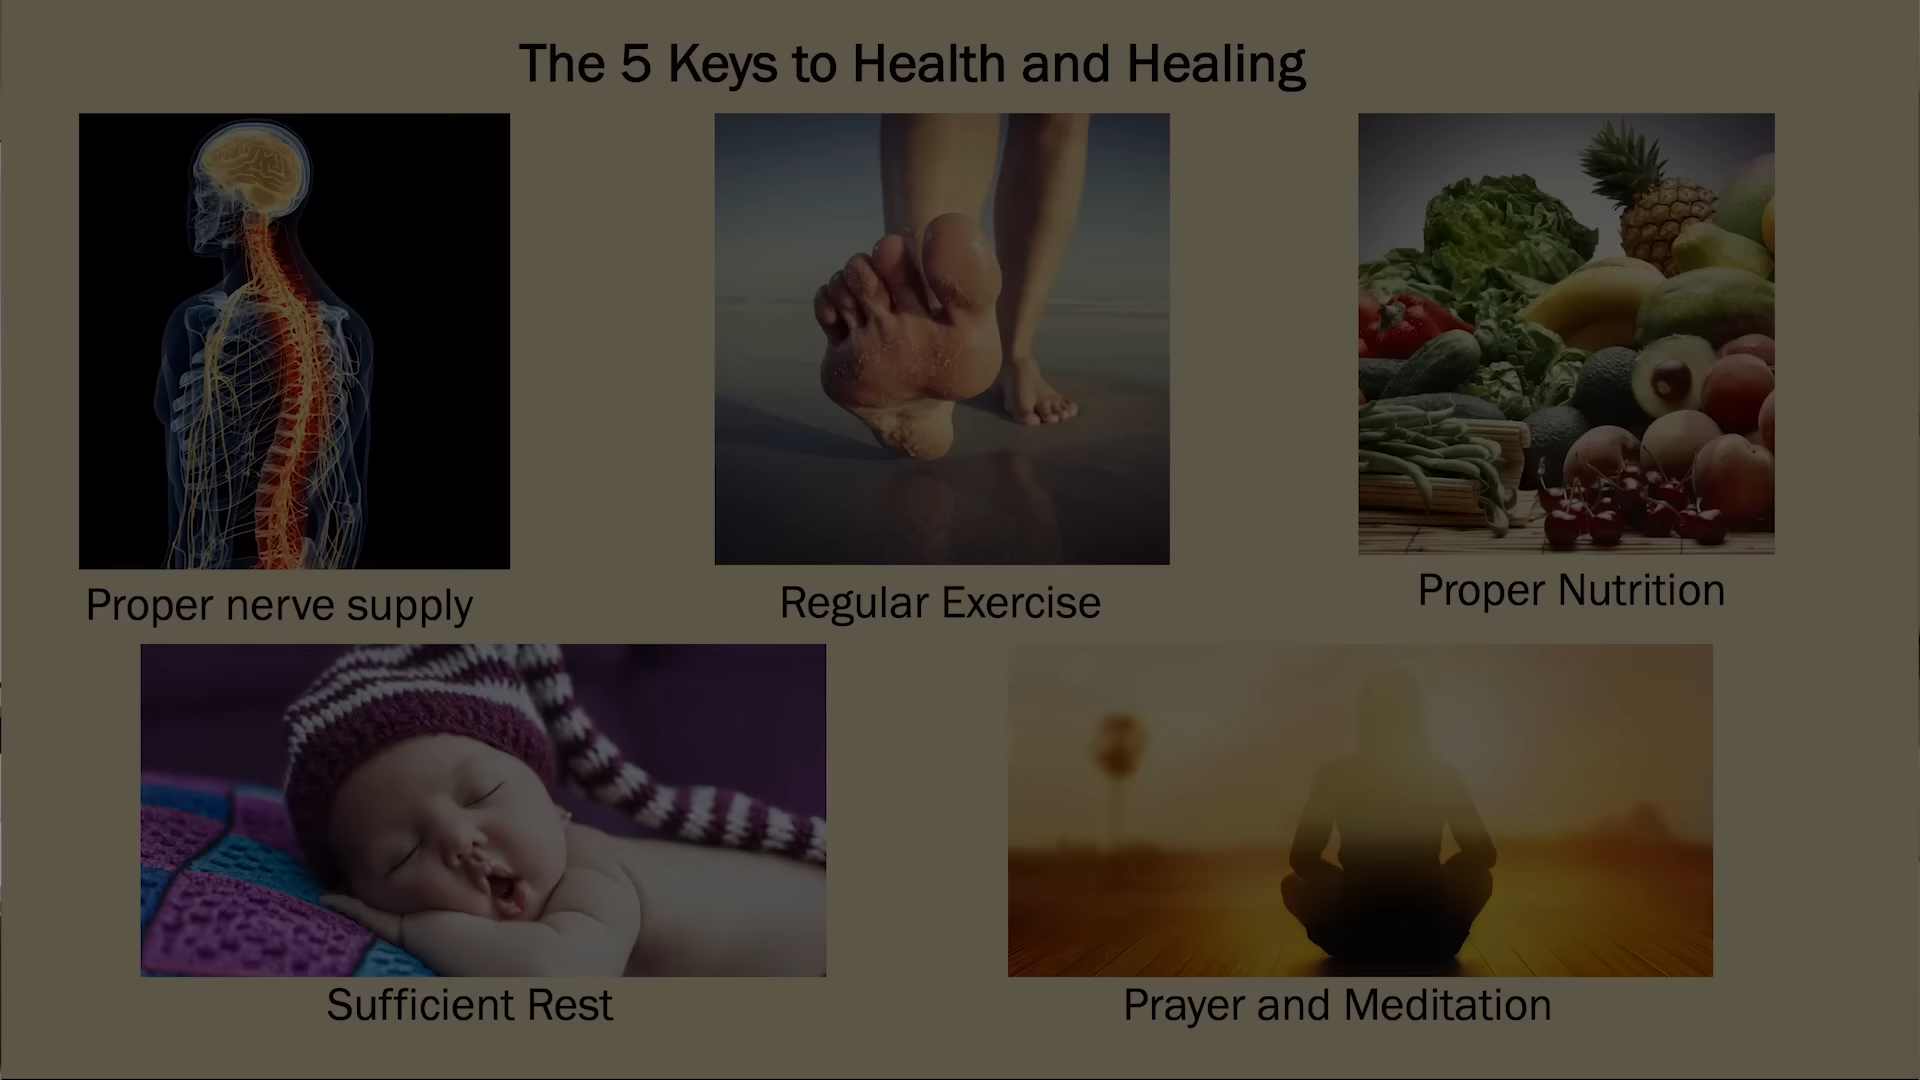 The 5 Keys to Health and Healing
Proper nerve supply
Regular Exercise
Proper Nutrition
Sufficient Rest
Prayer and Meditation